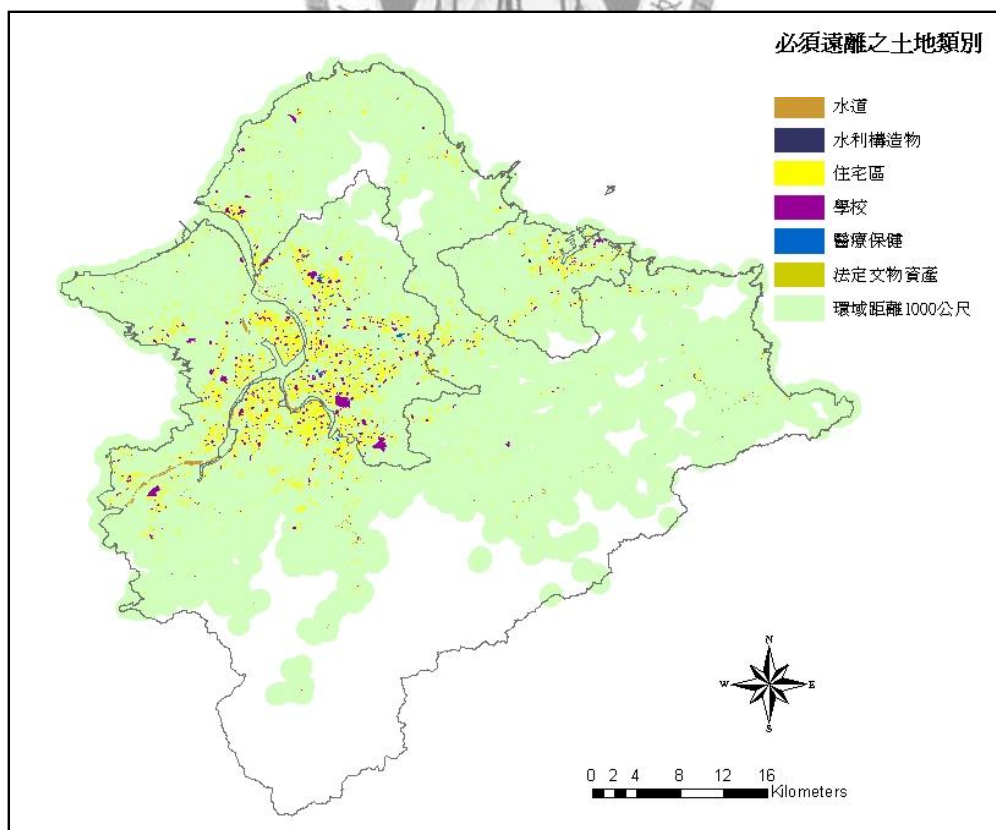 必須遠離之土地類別
水道
水利構造物
住宅區
學校
醫療保健
法定文物資產
環域距離1000公尺
N
W E
S
0 2 4 8 12 16
Kilometers